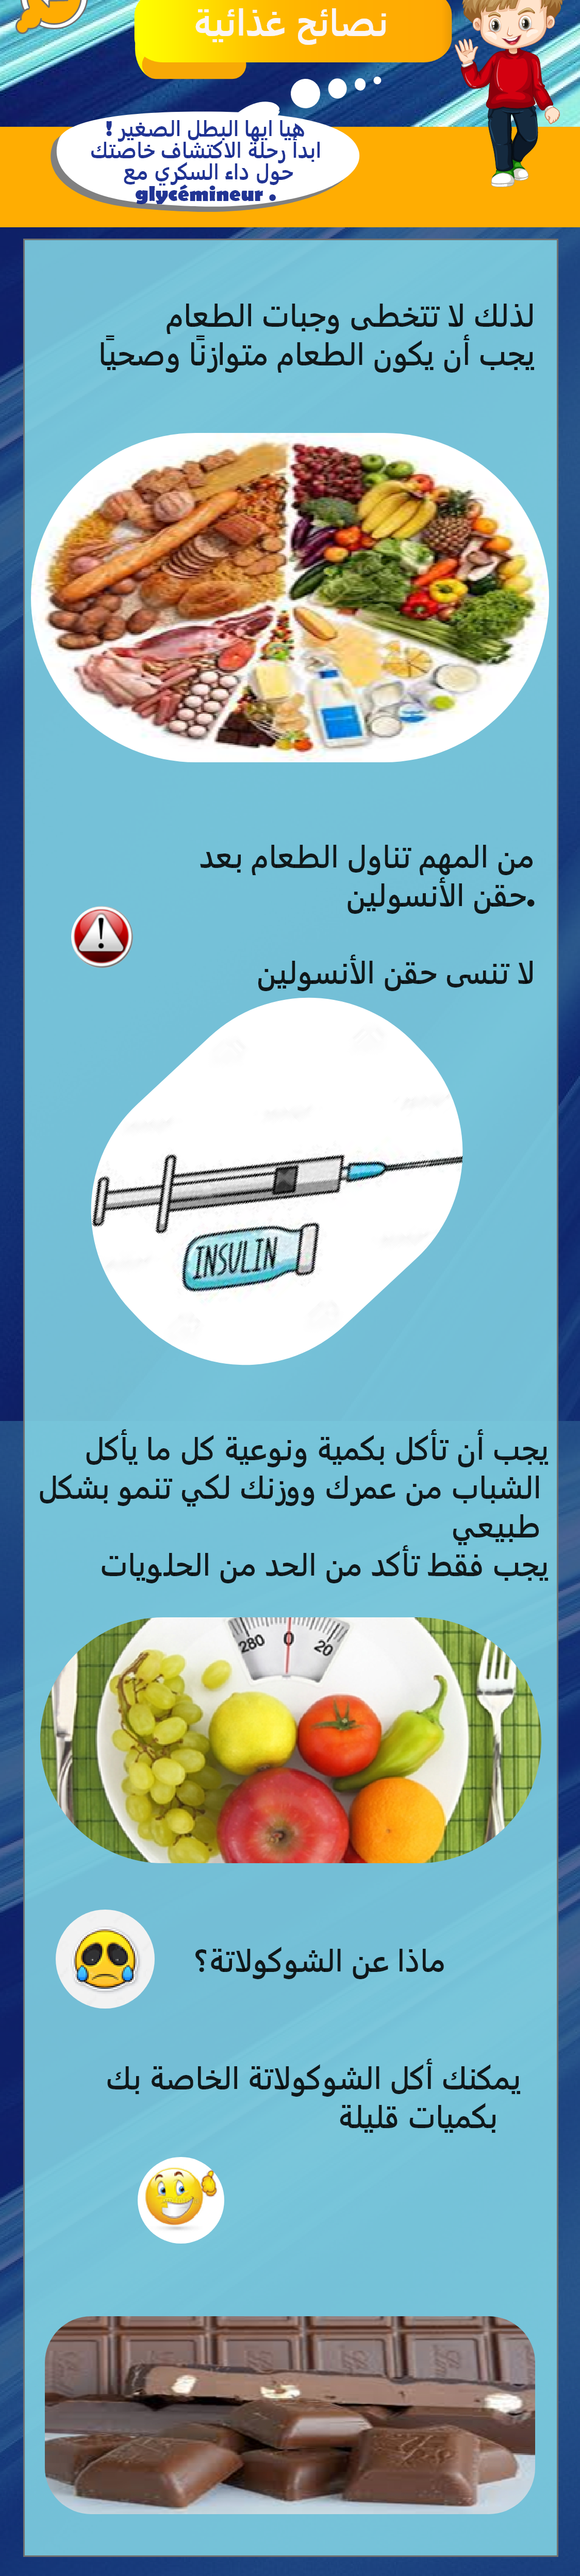 نصائح غذائية
هيا ايها البطل الصغير !
ابدأ رحلة الاكتشاف خاصتك
حول داء السكري مع
glycémineur .
لذلك لا تتخطى وجبات الطعام
يجب أن يكون الطعام متوازنًا وصحيًا
من المهم تناول الطعام بعد
.حقن الأنسولين
لا تنسى حقن الأنسولين
INSULIN
يجب أن تأكل بكمية ونوعية كل ما يأكل
الشباب من عمرك ووزنك لكي تنمو بشكل
طبيعي
يجب فقط تأكد من الحد من الحلويات
280 0 20
ماذا عن الشوكولاتة؟
يمكنك أكل الشوكولاتة الخاصة بك
بكميات قليلة